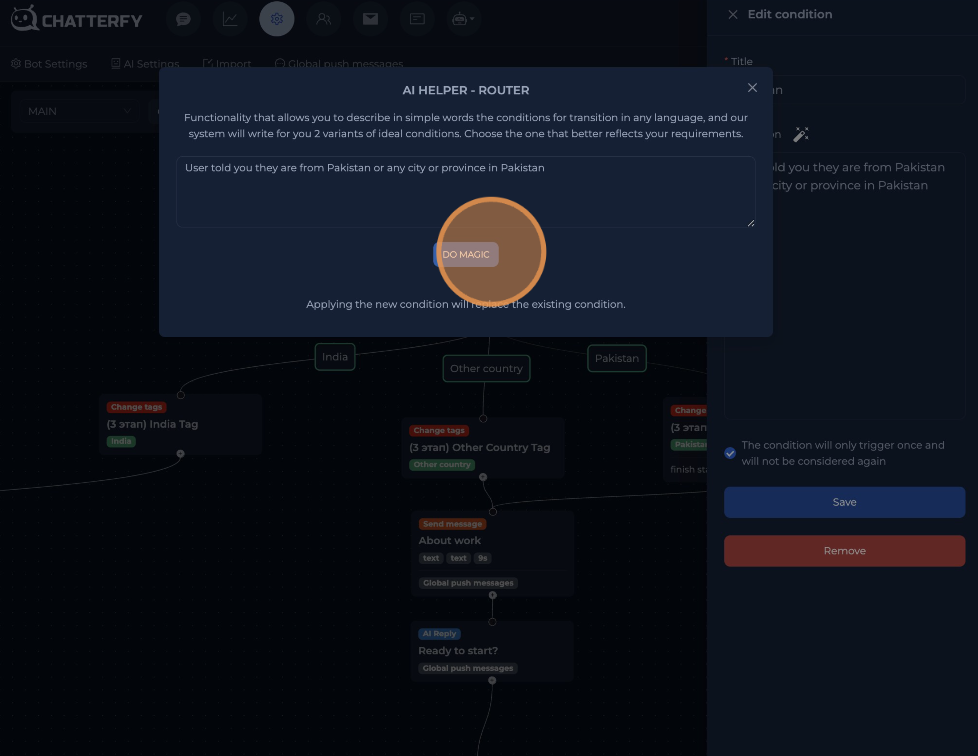 CHATTERFY
Edit condition
Bot Settings
AI Settings
Import
Global push messages
* Title
MAIN
AI HELPER - ROUTER
Functionality that allows you to describe in simple words the conditions for transition in any language, and our
system will write for you 2 variants of ideal conditions. Choose the one that better reflects your requirements.
User told you they are from Pakistan or any city or province in Pakistan
DO MAGIC
Applying the new condition will replace the existing condition.
you they are from Pakistan
city or province in Pakistan
India
Other country
Pakistan
Change tags
(3 этап) India Tag
India
Change tags
(3 этап) Other Country Tag
Other country
Change
(3 этап
Pakistan
finish sta
Send message
About work
text text 9s
Global push messages
AI Reply
Ready to start?
Global push messages
The condition will only trigger once and
will not be considered again
Save
Remove